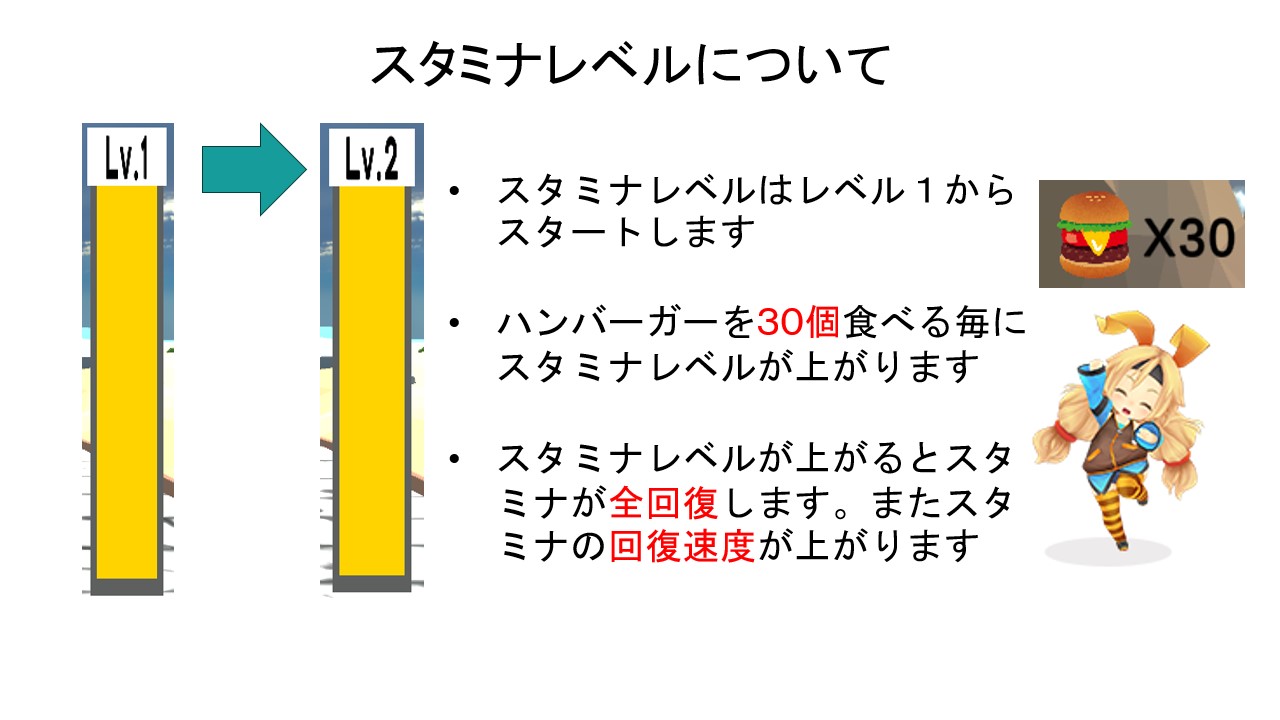 スタミナレベルについて
Lv.1
Lv.2
• スタミナレベルはレベル１から
スタートします
X30
• ハンバーガーを30個食べる毎に
スタミナレベルが上がります
• スタミナレベルが上がるとスタ
ミナが全回復します。またスタ
ミナの回復速度が上がります